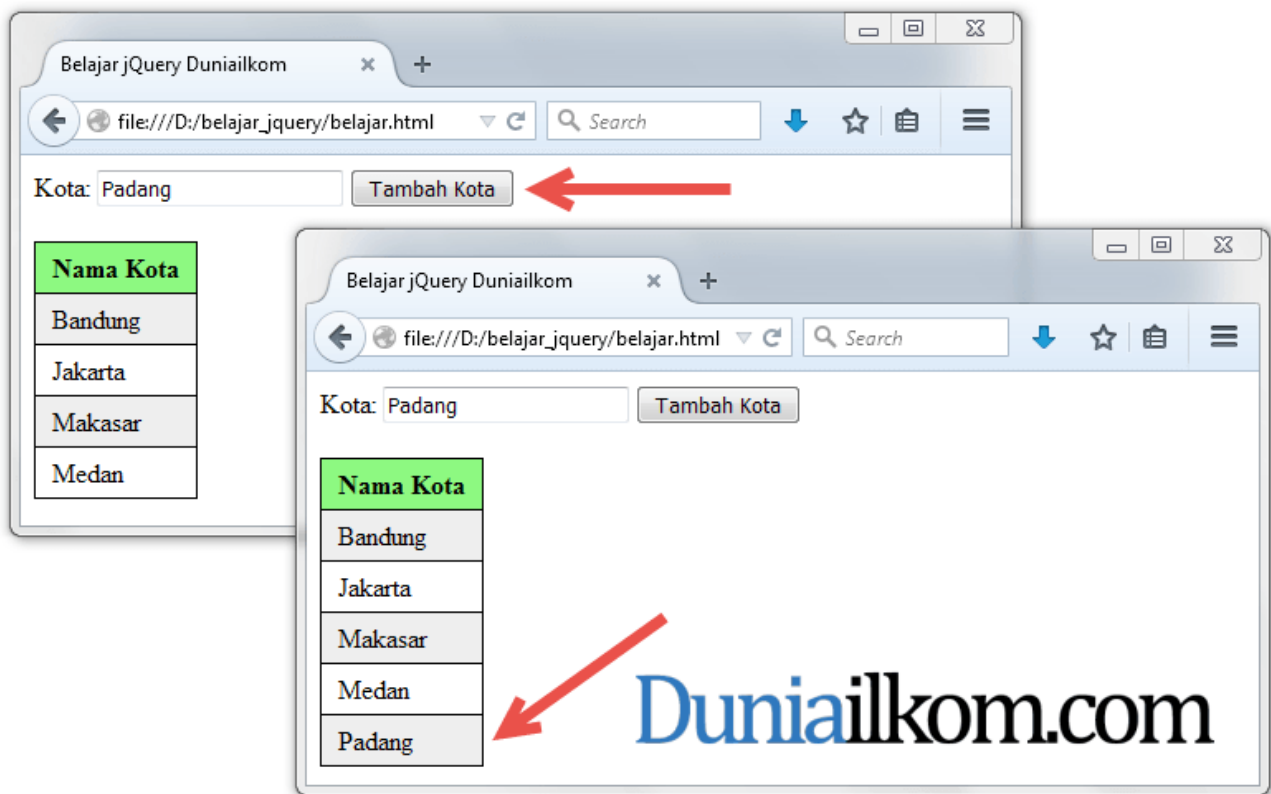 Belajar jQuery Duniailkom
file:///D:/belajar_jquery/belajar.html
Search
Kota: Padang Tambah Kota
Nama Kota
Bandung
Jakarta
Makasar
Medan
Belajar jQuery Duniailkom
file:///D:/belajar_jquery/belajar.html
Search
Kota: Padang Tambah Kota
Nama Kota
Bandung
Jakarta
Makasar
Medan
Padang
Duniailkom.com